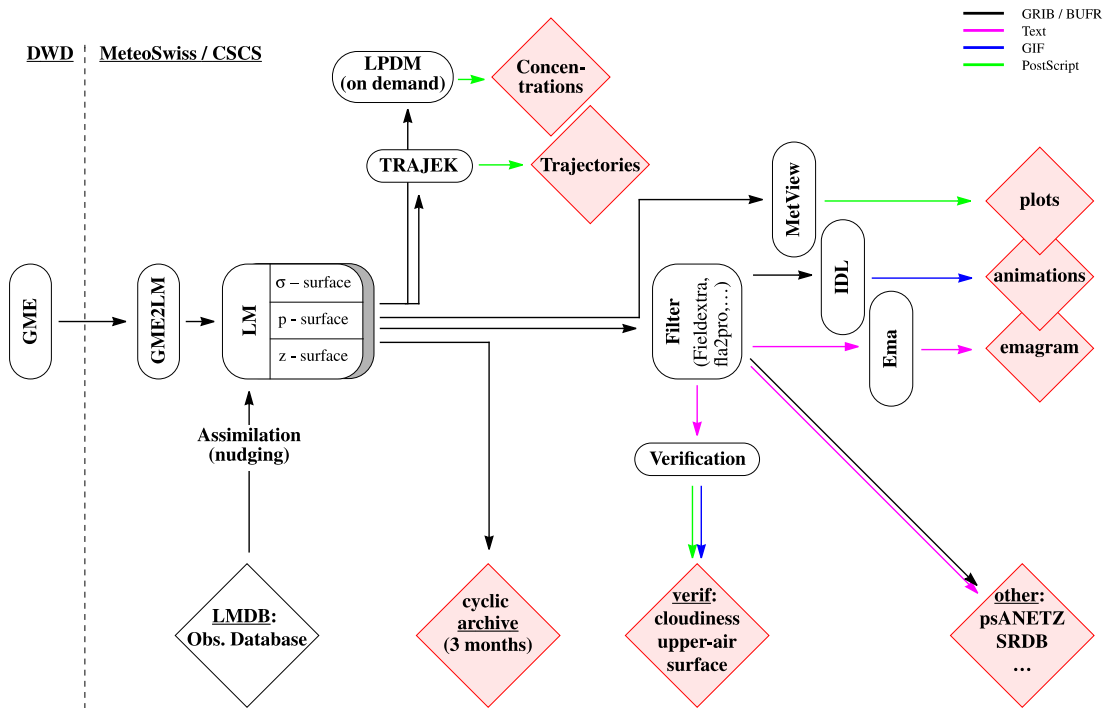 GRIB / BUFR
Text
GIF
PostScript
DWD
MeteoSwiss / CSCS
LPDM
(on demand)
Concen-
trations
TRAJEK
Trajectories
MetView
plots
GME
GME2LM
LM
σ – surface
p - surface
z - surface
Filter
(Fieldextra,
fla2pro,…)
IDL
animations
Ema
emagram
Assimilation
(nudging)
Verification
LMDB:
Obs. Database
cyclic
archive
(3 months)
verif:
cloudiness
upper-air
surface
other:
psANETZ
SRDB
…